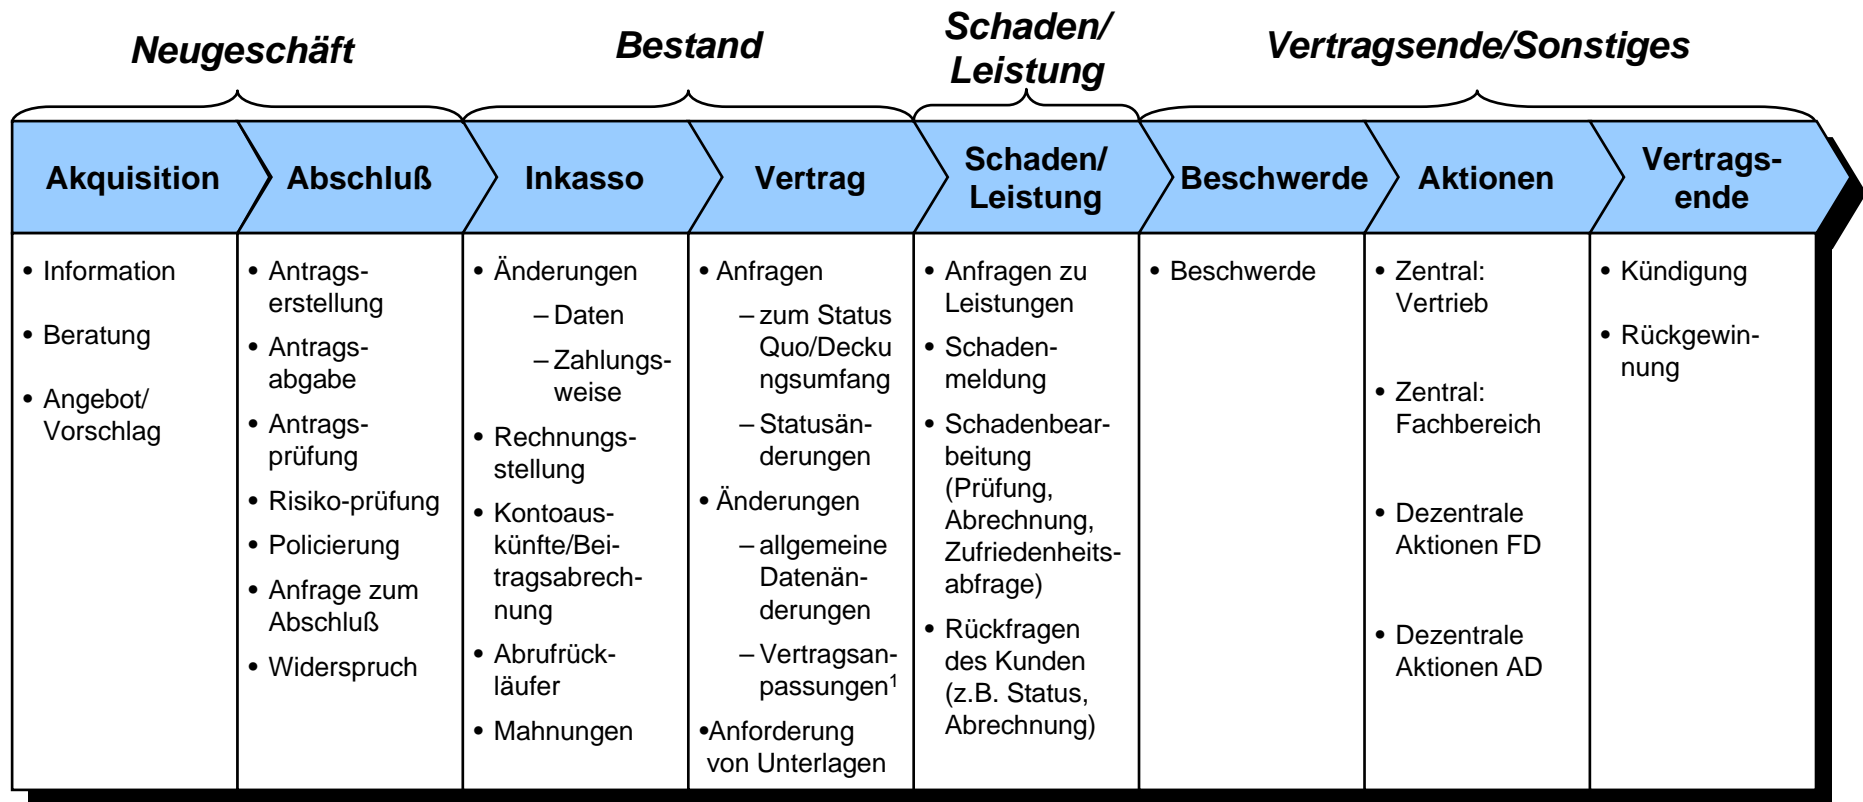 Neugeschäft
Bestand
Schaden/
Leistung
Vertragsende/Sonstiges
Akquisition
Abschluß
Inkasso
Vertrag
Schaden/
Leistung
Beschwerde
Aktionen
Vertrags-
ende
• Information
• Beratung
• Angebot/
Vorschlag
• Antrags-
erstellung
• Antrags-
abgabe
• Antrags-
prüfung
• Risiko-prüfung
• Policierung
• Anfrage zum
Abschluß
• Widerspruch
• Änderungen
– Daten
– Zahlungs-
weise
• Rechnungs-
stellung
• Kontoaus-
künfte/Bei-
tragsabrech-
nung
• Abrufrück-
läufer
• Mahnungen
• Anfragen
– zum Status
Quo/Decku
ngsumfang
– Statusän-
derungen
• Änderungen
– allgemeine
Datenän-
derungen
– Vertragsan-
passungen¹
•Anforderung
von Unterlagen
• Anfragen zu
Leistungen
• Schaden-
meldung
• Schadenbear-
beitung
(Prüfung,
Abrechnung,
Zufriedenheits-
abfrage)
• Rückfragen
des Kunden
(z.B. Status,
Abrechnung)
• Beschwerde
• Zentral:
Vertrieb
• Zentral:
Fachbereich
• Dezentrale
Aktionen FD
• Dezentrale
Aktionen AD
• Kündigung
• Rückgewin-
nung